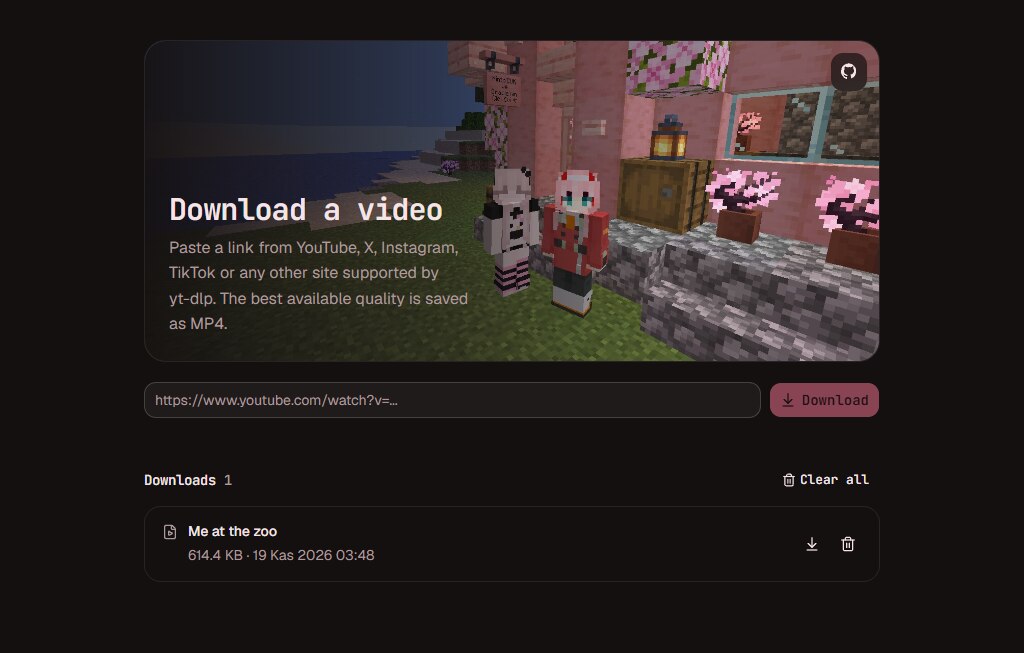 Download a video
Paste a link from YouTube, X, Instagram,
TikTok or any other site supported by
yt-dlp. The best available quality is saved
as MP4.
https://www.youtube.com/watch?v=…
Download
Downloads 1
Clear all
Me at the zoo
614.4 KB · 19 Kas 2026 03:48